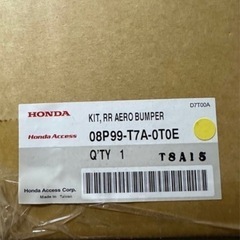 D7T00A
HONDA
KIT, RR AERO BUMPER
Honda Access
08P99-T7A-0T0E
Q'TY 1
T8A15
Honda Access Corp.
Made in Taiwan